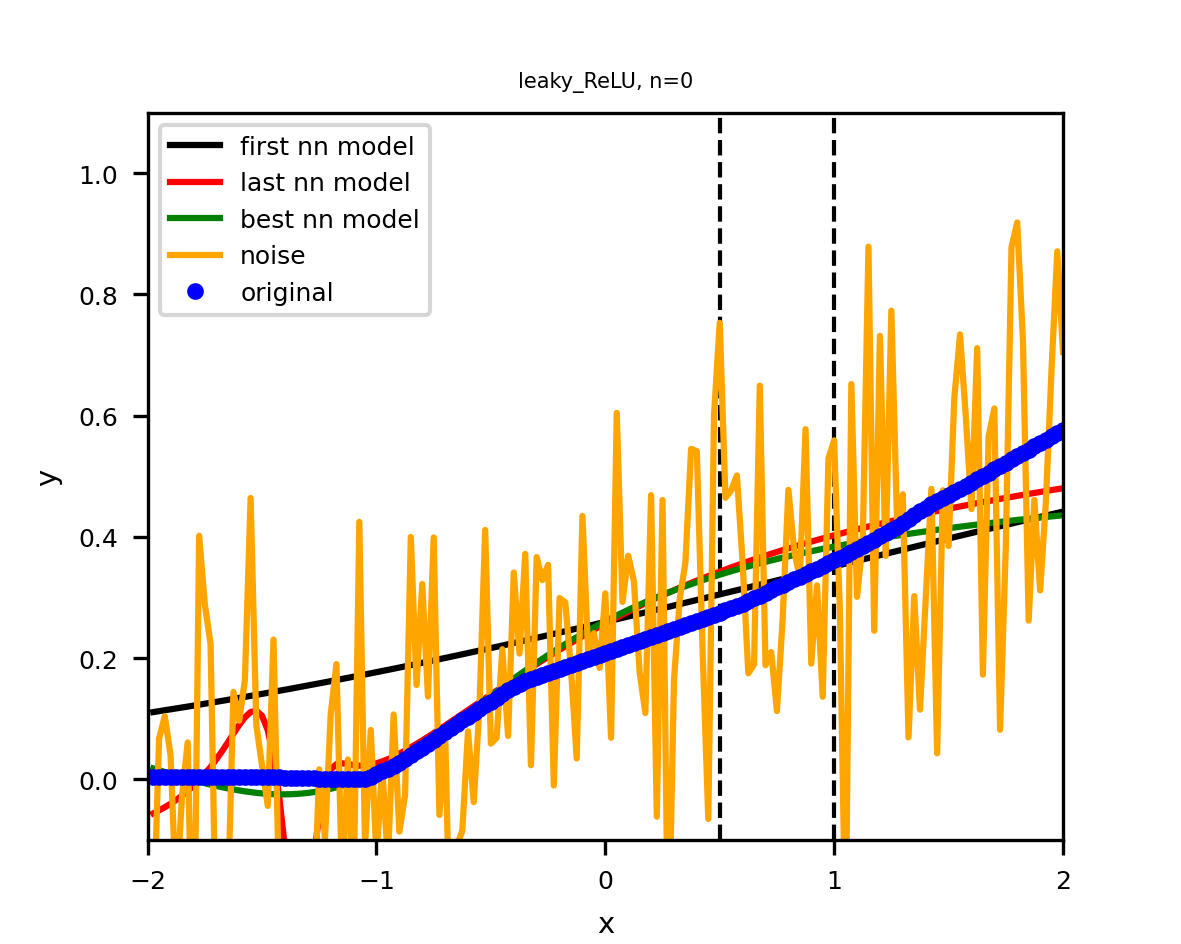 leaky_ReLU, n=0
first nn model
last nn model
best nn model
noise
original
1.0
0.8
0.6
0.4
0.2
0.0
y
−2
−1
0
1
2
x